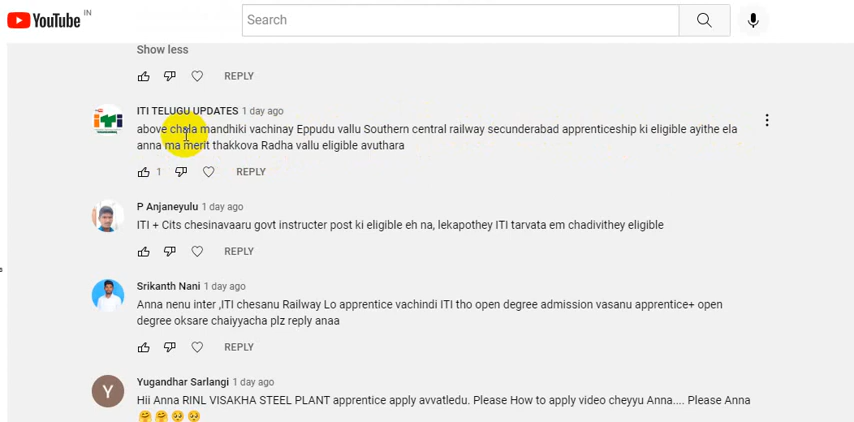 YouTube IN
Search
Show less
REPLY
ITI TELUGU UPDATES 1 day ago
above chala mandhiki vachinay Eppudu vallu Southern central railway secunderabad apprenticeship ki eligible ayithe ela
anna ma merit thakkova Radha vallu eligible avuthara
1 REPLY
P Anjaneyulu 1 day ago
ITI + Cits chesinavaaru govt instructer post ki eligible eh na, lekapothey ITI tarvata em chadivithey eligible
REPLY
Srikanth Nani 1 day ago
Anna nenu inter ,ITI chesanu Railway Lo apprentice vachindi ITI tho open degree admission vasanu apprentice+ open
degree oksare chaiyyacha plz reply anaa
REPLY
Y
Yugandhar Sarlangi 1 day ago
Hii Anna RINL VISAKHA STEEL PLANT apprentice apply avvatledu. Please How to apply video cheyyu Anna.... Please Anna
🤗🤗🥺🥺